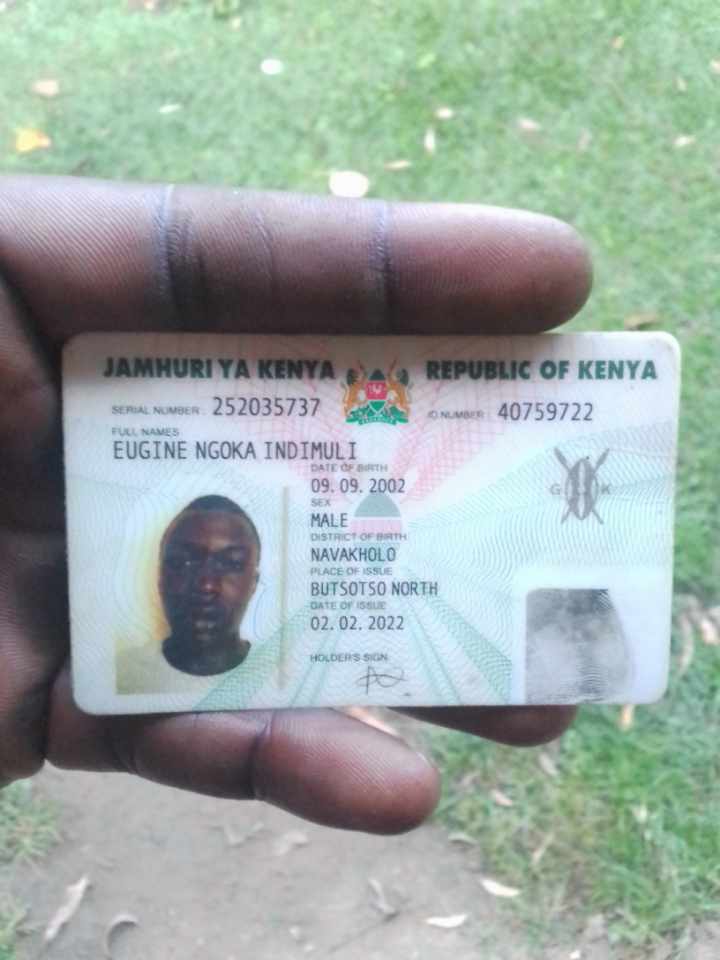 JAMHURI YA KENYA REPUBLIC OF KENYA
SERIAL NUMBER: 252035737 ID NUMBER: 40759722
FULL NAMES
EUGINE NGOKA INDIMULI
DATE OF BIRTH
09. 09. 2002
SEX
MALE
G K
DISTRICT OF BIRTH
NAVAKHOLO
PLACE OF ISSUE
BUTSOTSO NORTH
DATE OF ISSUE
02. 02. 2022
HOLDER'S SIGN.